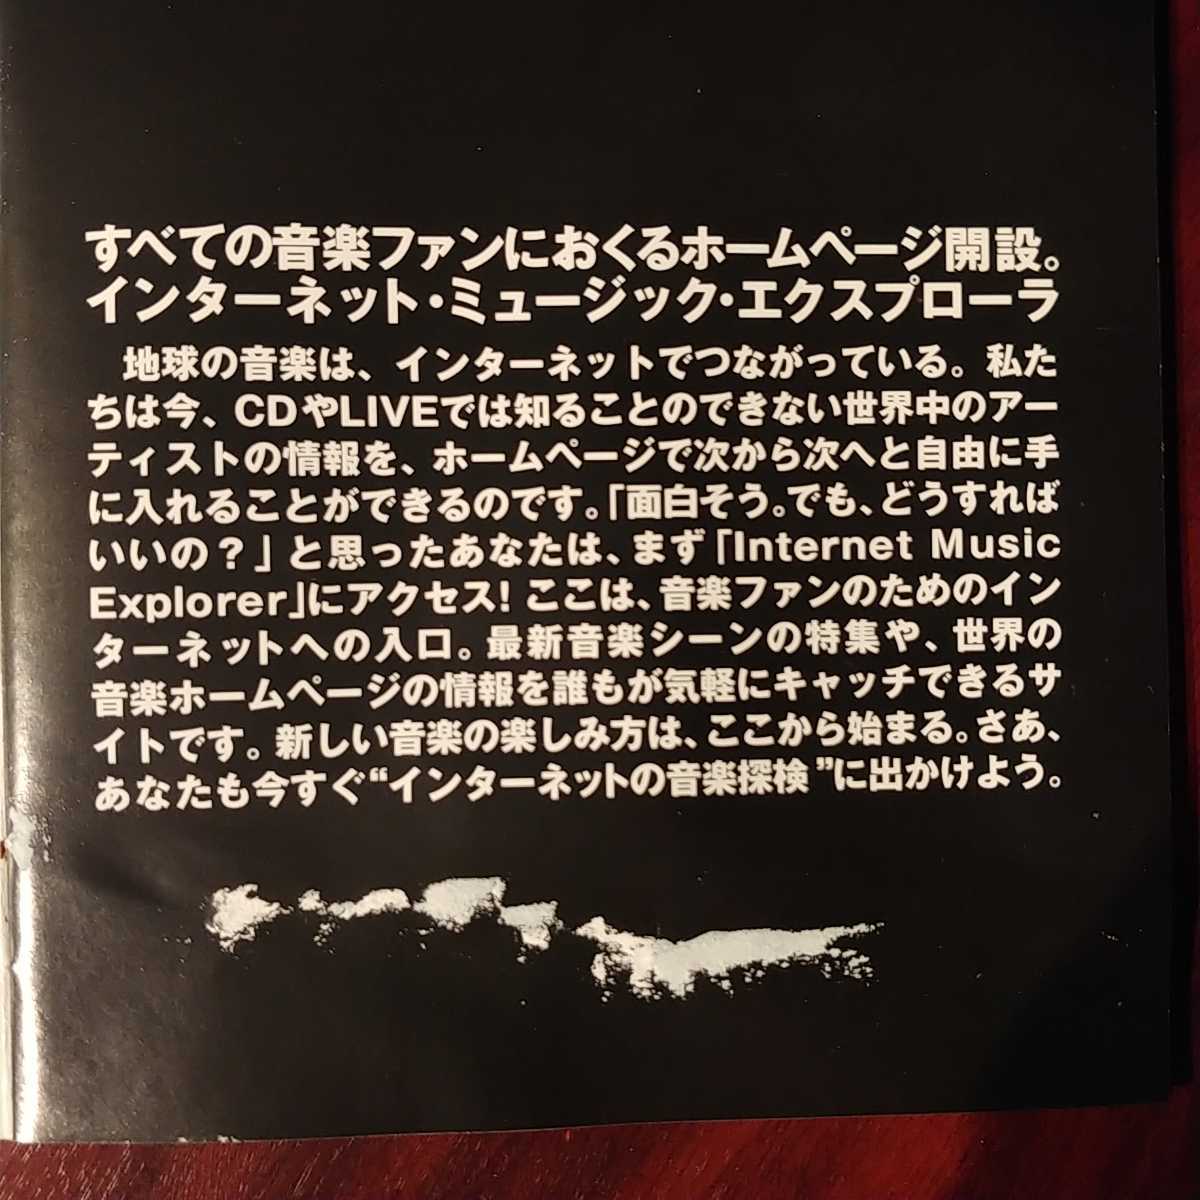 すべての音楽ファンにおくるホームページ開設。
インターネット・ミュージック・エクスプローラ
地球の音楽は、インターネットでつながっている。私た
ちは今、CDやLIVEでは知ることのできない世界中のアー
ティストの情報を、ホームページで次から次へと自由に手
に入れることができるのです。「面白そう。でも、どうすれば
いいの？」と思ったあなたは、まず「Internet Music
Explorer」にアクセス！ここは、音楽ファンのためのイン
ターネットへの入口。最新音楽シーンの特集や、世界の
音楽ホームページの情報を誰もが気軽にキャッチできるサ
イトです。新しい音楽の楽しみ方は、ここから始まる。さあ、
あなたも今すぐ“インターネットの音楽探検”に出かけよう。